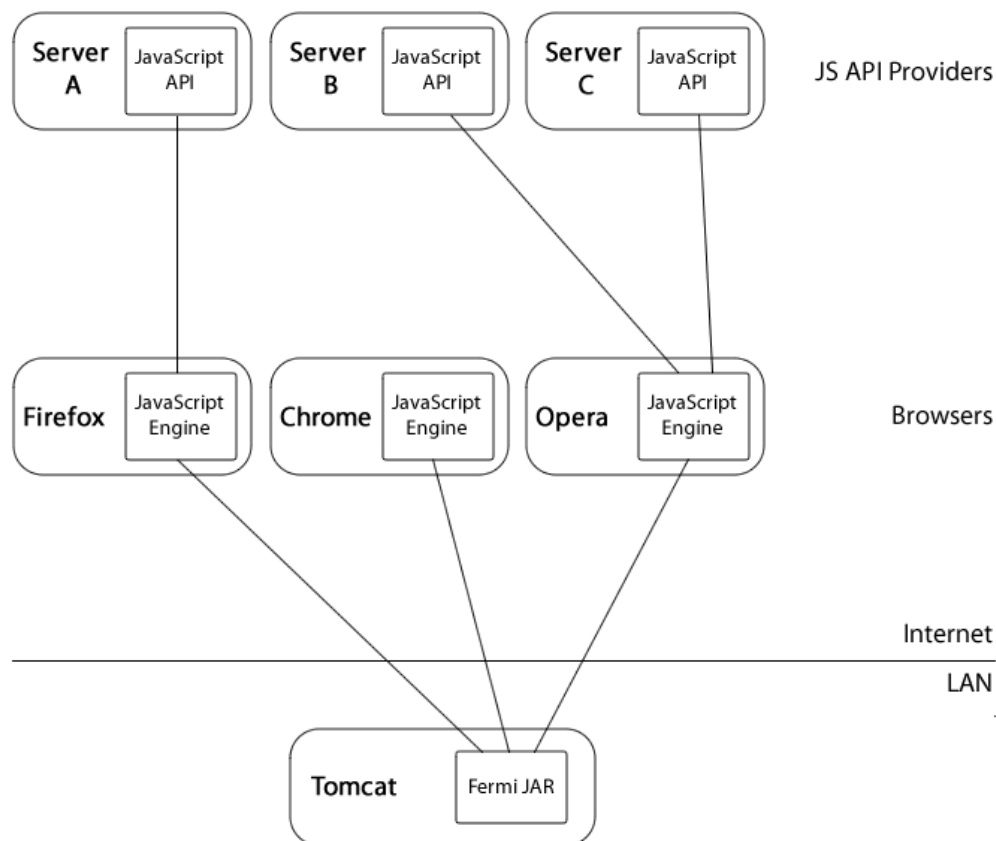 Server
A
JavaScript
API
Server
B
JavaScript
API
Server
C
JavaScript
API
JS API Providers
Firefox
JavaScript
Engine
Chrome
JavaScript
Engine
Opera
JavaScript
Engine
Browsers
Internet
LAN
Tomcat
Fermi JAR